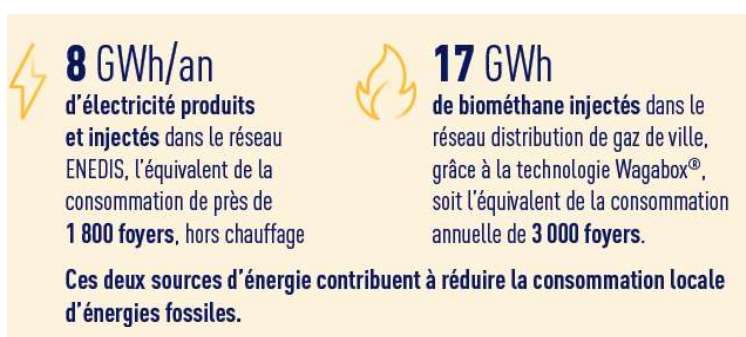 8 GWh/an
d'électricité produits
et injectés dans le réseau
ENEDIS, l'équivalent de la
consommation de près de
1 800 foyers, hors chauffage
17 GWh
de biométhane injectés dans le
réseau distribution de gaz de ville,
grâce à la technologie Wagabox®,
soit l'équivalent de la consommation
annuelle de 3 000 foyers.
Ces deux sources d'énergie contribuent à réduire la consommation locale
d'énergies fossiles.